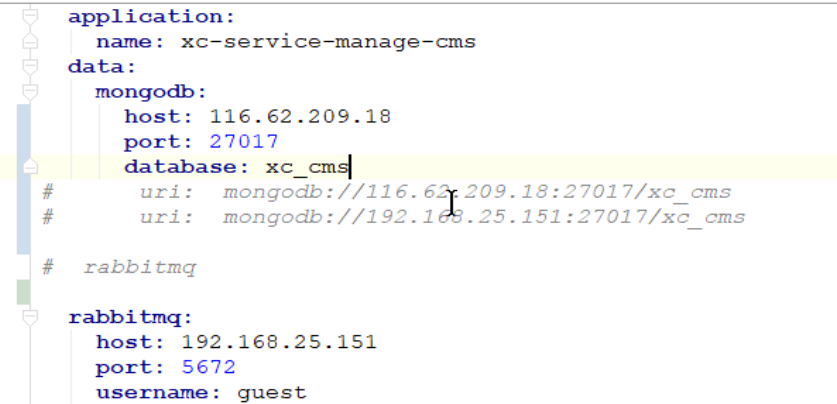 application:
name: xc-service-manage-cms
data:
mongodb:
host: 116.62.209.18
port: 27017
database: xc_cms
#      uri:  mongodb://116.62.209.18:27017/xc_cms
#      uri:  mongodb://192.168.25.151:27017/xc_cms
#  rabbitmq
rabbitmq:
host: 192.168.25.151
port: 5672
username: guest